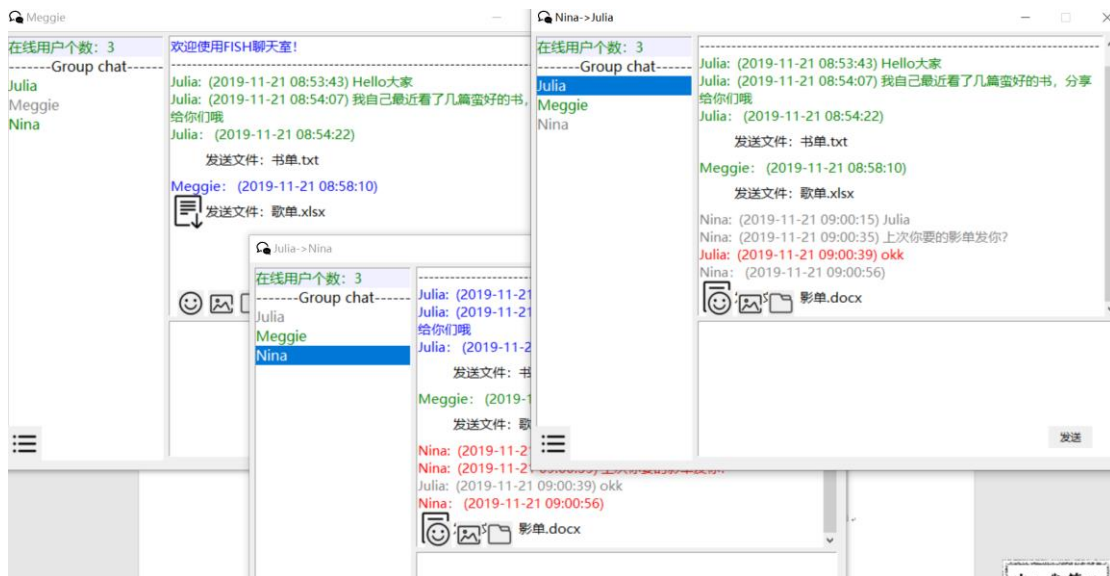 Meggie
在线用户个数: 3
-------Group chat------
Julia
Meggie
Nina
欢迎使用FISH聊天室!
Julia: (2019-11-21 08:53:43) Hello大家
Julia: (2019-11-21 08:54:07) 我自己最近看了几篇蛮好的书,
给你们哦
Julia: (2019-11-21 08:54:22)
发送文件: 书单.txt
Meggie: (2019-11-21 08:58:10)
发送文件: 歌单.xlsx
Julia->Nina
在线用户个数: 3
-------Group chat------
Julia
Meggie
Nina
Julia: (2019-11-21
Julia: (2019-11-21
给你们哦
Julia: (2019-11-2
发送文件: 书
Meggie: (2019-1
发送文件: 歌
Nina: (2019-11-2
Nina: (2019-11-21 09:00:35) 上次你要的影单发你?
Julia: (2019-11-21 09:00:39) okk
Nina: (2019-11-21 09:00:56)
影单.docx
Nina->Julia
在线用户个数: 3
-------Group chat------
Julia
Meggie
Nina
Julia: (2019-11-21 08:53:43) Hello大家
Julia: (2019-11-21 08:54:07) 我自己最近看了几篇蛮好的书, 分享
给你们哦
Julia: (2019-11-21 08:54:22)
发送文件: 书单.txt
Meggie: (2019-11-21 08:58:10)
发送文件: 歌单.xlsx
Nina: (2019-11-21 09:00:15) Julia
Nina: (2019-11-21 09:00:35) 上次你要的影单发你?
Julia: (2019-11-21 09:00:39) okk
Nina: (2019-11-21 09:00:56)
影单.docx
发送